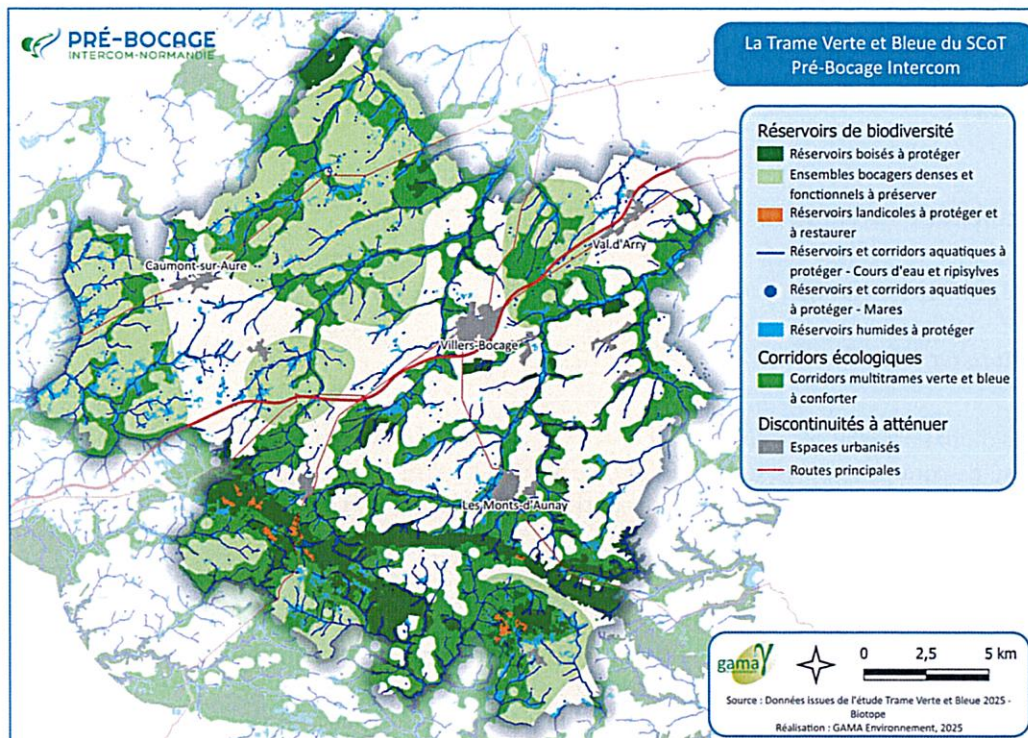 PRÉ-BOCAGE
INTERCOM-NORMANDIE
La Trame Verte et Bleue du SCoT
Pré-Bocage Intercom
Réservoirs de biodiversité
Réservoirs boisés à protéger
Ensembles bocagers denses et
fonctionnels à préserver
Réservoirs landicoles à protéger et
à restaurer
Réservoirs et corridors aquatiques à
protéger - Cours d'eau et ripisylves
Réservoirs et corridors aquatiques
à protéger - Mares
Réservoirs humides à protéger
Corridors écologiques
Corridors multitrames verte et bleue
à conforter
Discontinuités à atténuer
Espaces urbanisés
Routes principales
Val d'Arry
Caumont-sur-Aure
Villers-Bocage
Les Monts-d'Aunay
gama
0 2,5 5 km
Source : Données issues de l'étude Trame Verte et Bleue 2025 -
Biotope
Réalisation : GAMA Environnement, 2025